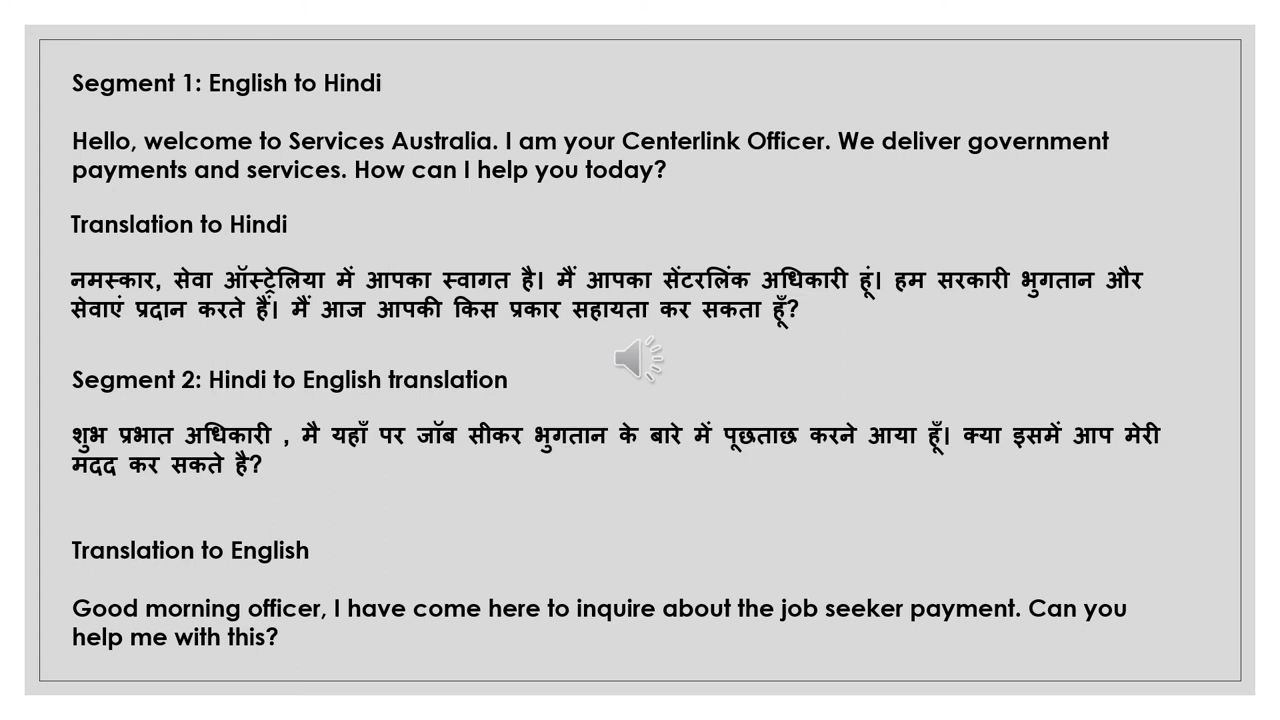 Segment 1: English to Hindi
Hello, welcome to Services Australia. I am your Centerlink Officer. We deliver government
payments and services. How can I help you today?
Translation to Hindi
नमस्कार, सेवा ऑस्ट्रेलिया में आपका स्वागत है। मैं आपका सेंटरलिंक अधिकारी हूं। हम सरकारी भुगतान और
सेवाएं प्रदान करते हैं। मैं आज आपकी किस प्रकार सहायता कर सकता हूँ?
Segment 2: Hindi to English translation
शुभ प्रभात अधिकारी , मै यहाँ पर जॉब सीकर भुगतान के बारे में पूछताछ करने आया हूँ। क्या इसमें आप मेरी
मदद कर सकते है?
Translation to English
Good morning officer, I have come here to inquire about the job seeker payment. Can you
help me with this?